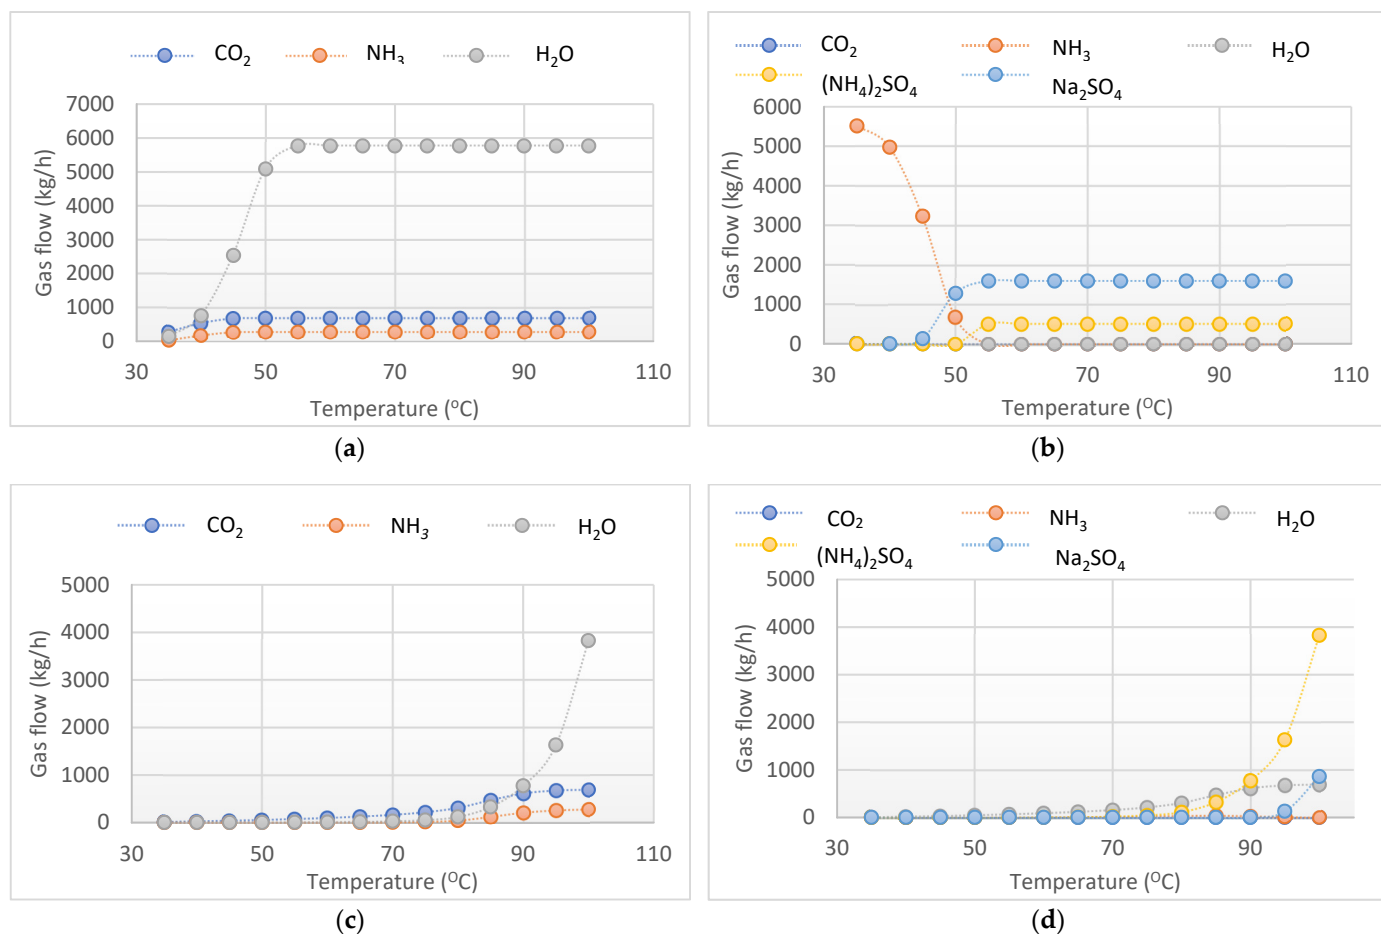 CO2 NH3 H2O
7000
6000
5000
4000
3000
2000
1000
0
30 50 70 90 110
Gas flow (kg/h)
Temperature (ᴼC)
(a)
CO2 NH3 H2O
(NH4)2SO4 Na2SO4
6000
5000
4000
3000
2000
1000
0
30 50 70 90 110
Gas flow (kg/h)
Temperature (ᴼC)
(b)
CO2 NH3 H2O
5000
4000
3000
2000
1000
0
30 50 70 90 110
Gas flow (kg/h)
Temperature (ᴼC)
(c)
CO2 NH3 H2O
(NH4)2SO4 Na2SO4
5000
4000
3000
2000
1000
0
30 50 70 90
Gas flow (kg/h)
Temperature (ᴼC)
(d)